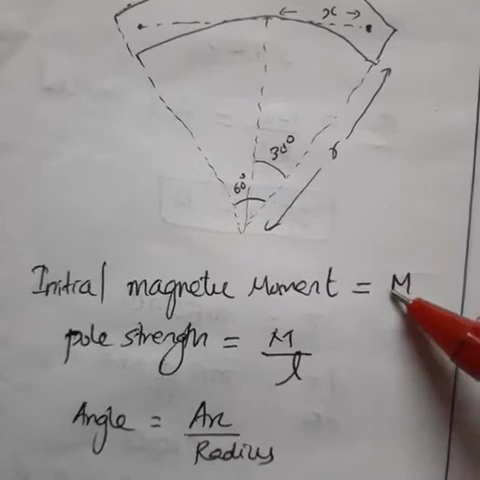 ← x →
30°
r
60°
Initial magnetic Moment = M
pole strength = M/l
Angle = Arc/Radius